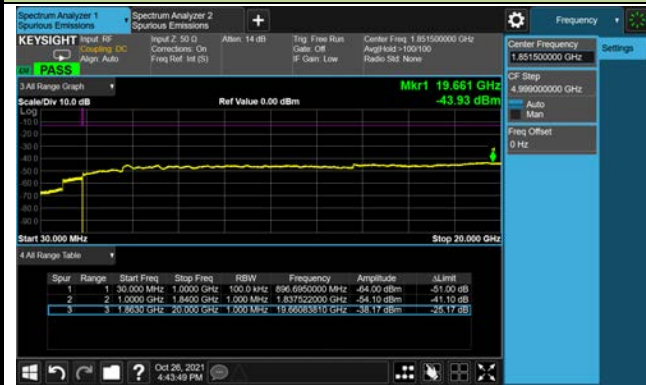 Spectrum Analyzer 1
Spurious Emissions
Spectrum Analyzer 2
Spurious Emissions
+
Frequency
KEYSIGHT
Input: RF
Coupling: DC
Align: Auto
Input Z: 50 Ω
Corrections: On
Freq Ref: Int (S)
Atten: 14 dB
Trig: Free Run
Gate: Off
IF Gain: Low
Center Freq: 1.851500000 GHz
Avg|Hold:>100/100
Radio Std: None
PASS
Center Frequency
1.851500000 GHz
Settings
CF Step
4.999000000 GHz
Auto
Man
Freq Offset
0 Hz
3 All Range Graph
Mkr1 19.661 GHz
-43.93 dBm
Scale/Div 10.0 dB
Ref Value 0.00 dBm
Log
-10.0
-20.0
-30.0
-40.0
-50.0
-60.0
-70.0
-80.0
-90.0
Start 30.000 MHz
Stop 20.000 GHz
4 All Range Table
Spur Range Start Freq Stop Freq RBW Frequency Amplitude ΔLimit
1 1 30.000 MHz 1.0000 GHz 100.0 kHz 896.6950000 MHz -64.00 dBm -51.00 dB
2 2 1.0000 GHz 1.8400 GHz 1.000 MHz 1.837522000 GHz -54.10 dBm -41.10 dB
3 3 1.8630 GHz 20.000 GHz 1.000 MHz 19.66083810 GHz -38.17 dBm -25.17 dB
?
Oct 26, 2021
4:43:49 PM